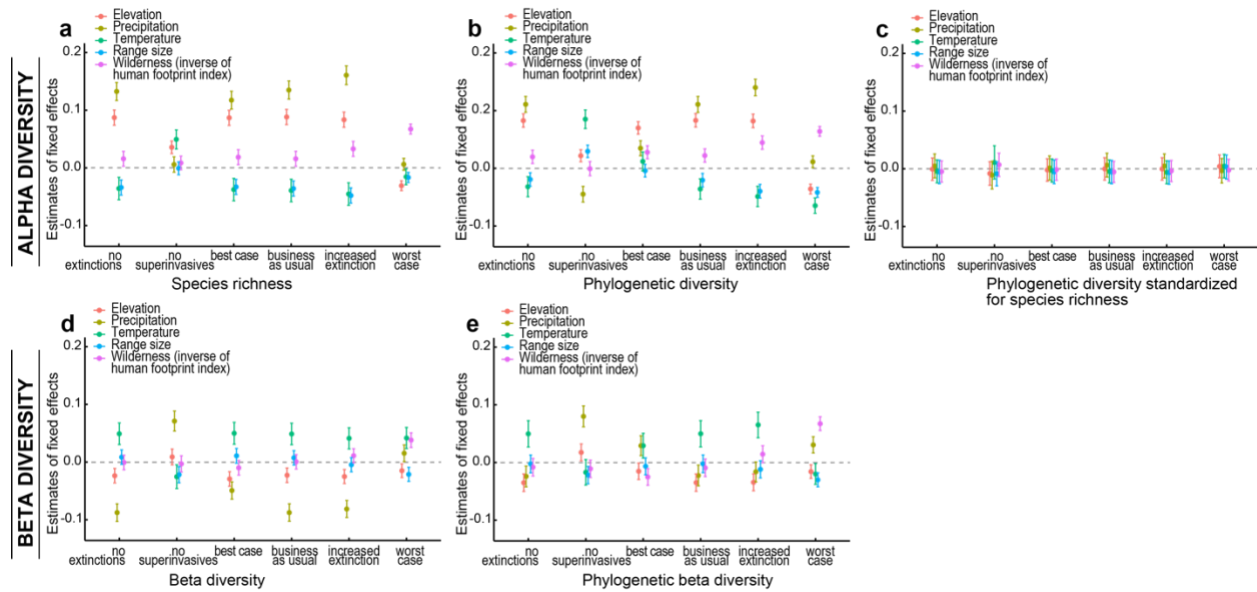 ALPHA DIVERSITY
a
Elevation
Precipitation
Temperature
Range size
Wilderness (inverse of
human footprint index)
Estimates of fixed effects
0.2
0.1
0.0
-0.1
no
extinctions
.no
superinvasives
best case
business
as usual
increased
extinction
worst
case
Species richness
b
Elevation
Precipitation
Temperature
Range size
Wilderness (inverse of
human footprint index)
Estimates of fixed effects
0.2
0.2
0.0
-0.1
no
extinctions
.no
superinvasives
best case
business
as usual
increased
extinction
worst
case
Phylogenetic diversity
c
Elevation
Precipitation
Temperature
Range size
Wilderness (inverse of
human footprint index)
Estimates of fixed effects
0.2
0.1
0.0
-0.1
no
extinctions
.no
superinvasives
best case
business
as usual
increased
extinction
worst
case
Phylogenetic diversity standardized
for species richness
BETA DIVERSITY
d
Elevation
Precipitation
Temperature
Range size
Wilderness (inverse of
human footprint index)
Estimates of fixed effects
0.2
0.1
0.0
-0.1
no
extinctions
.no
superinvasives
best case
business
as usual
increased
extinction
worst
case
Beta diversity
e
Elevation
Precipitation
Temperature
Range size
Wilderness (inverse of
human footprint index)
Estimates of fixed effects
0.2
0.1
0.0
-0.1
no
extinctions
.no
superinvasives
best case
business
as usual
increased
extinction
worst
case
Phylogenetic beta diversity